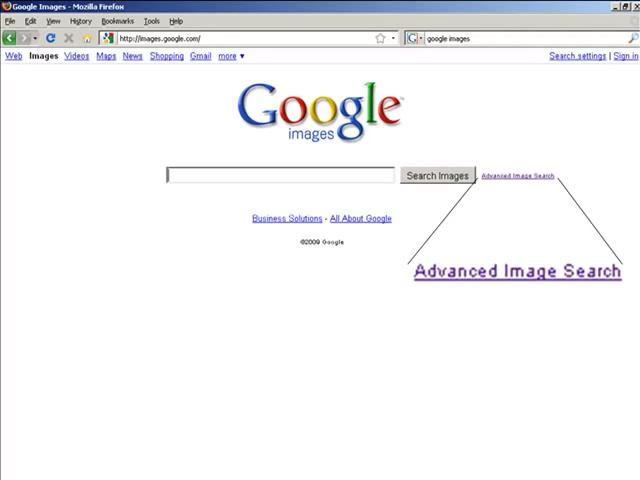 Google Images - Mozilla Firefox
File Edit View History Bookmarks Tools Help
http://images.google.com/ google images
Web Images Videos Maps News Shopping Gmail more ▼ Search settings | Sign in
Google™
images
Search Images Advanced Image Search
Business Solutions - All About Google
©2009 Google
Advanced Image Search